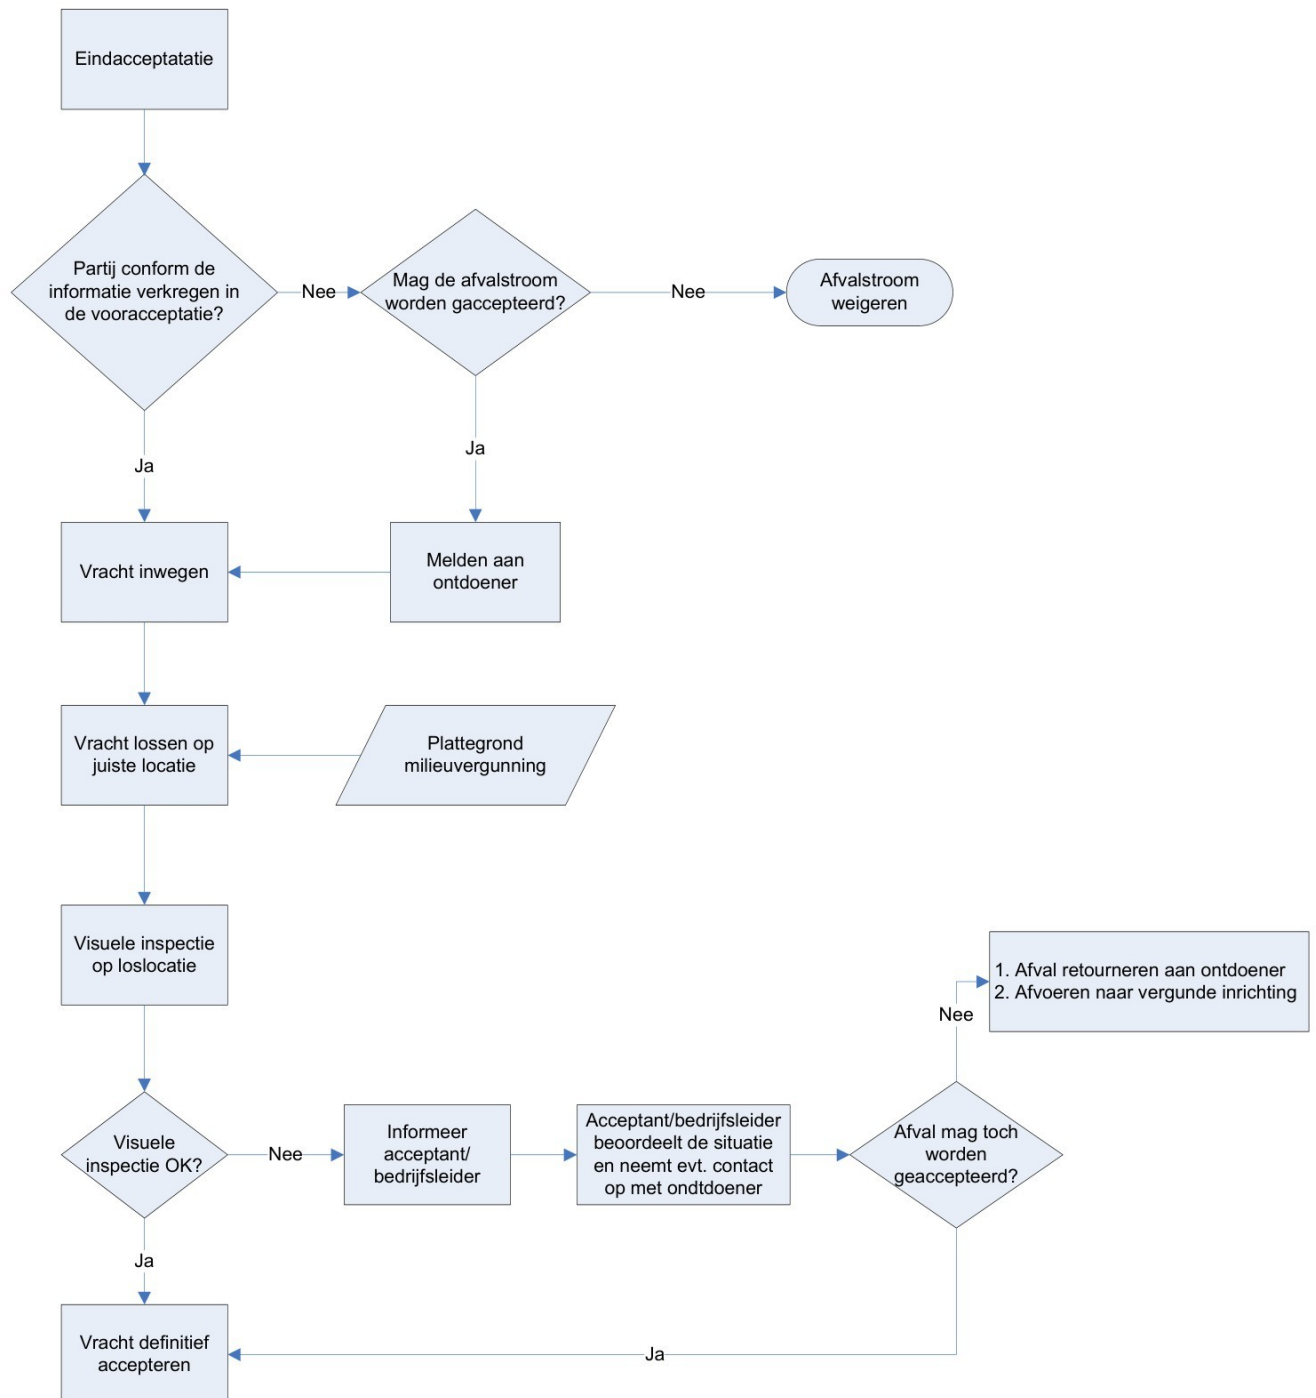 Eindacceptatatie
Partij conform de
informatie verkregen in
de vooracceptatie?
Nee
Mag de afvalstroom
worden gaccepteerd?
Nee
Afvalstroom
weigeren
Ja
Ja
Vracht inwegen
Melden aan
ontdoener
Vracht lossen op
juiste locatie
Plattegrond
milieuvergunning
Visuele inspectie
op loslocatie
1. Afval retourneren aan ontdoener
2. Afvoeren naar vergunde inrichting
Nee
Visuele
inspectie OK?
Nee
Informeer
acceptant/
bedrijfsleider
Acceptant/bedrijfsleider
beoordeelt de situatie
en neemt evt. contact
op met ondtdoener
Afval mag toch
worden
geaccepteerd?
Ja
Vracht definitief
accepteren
Ja